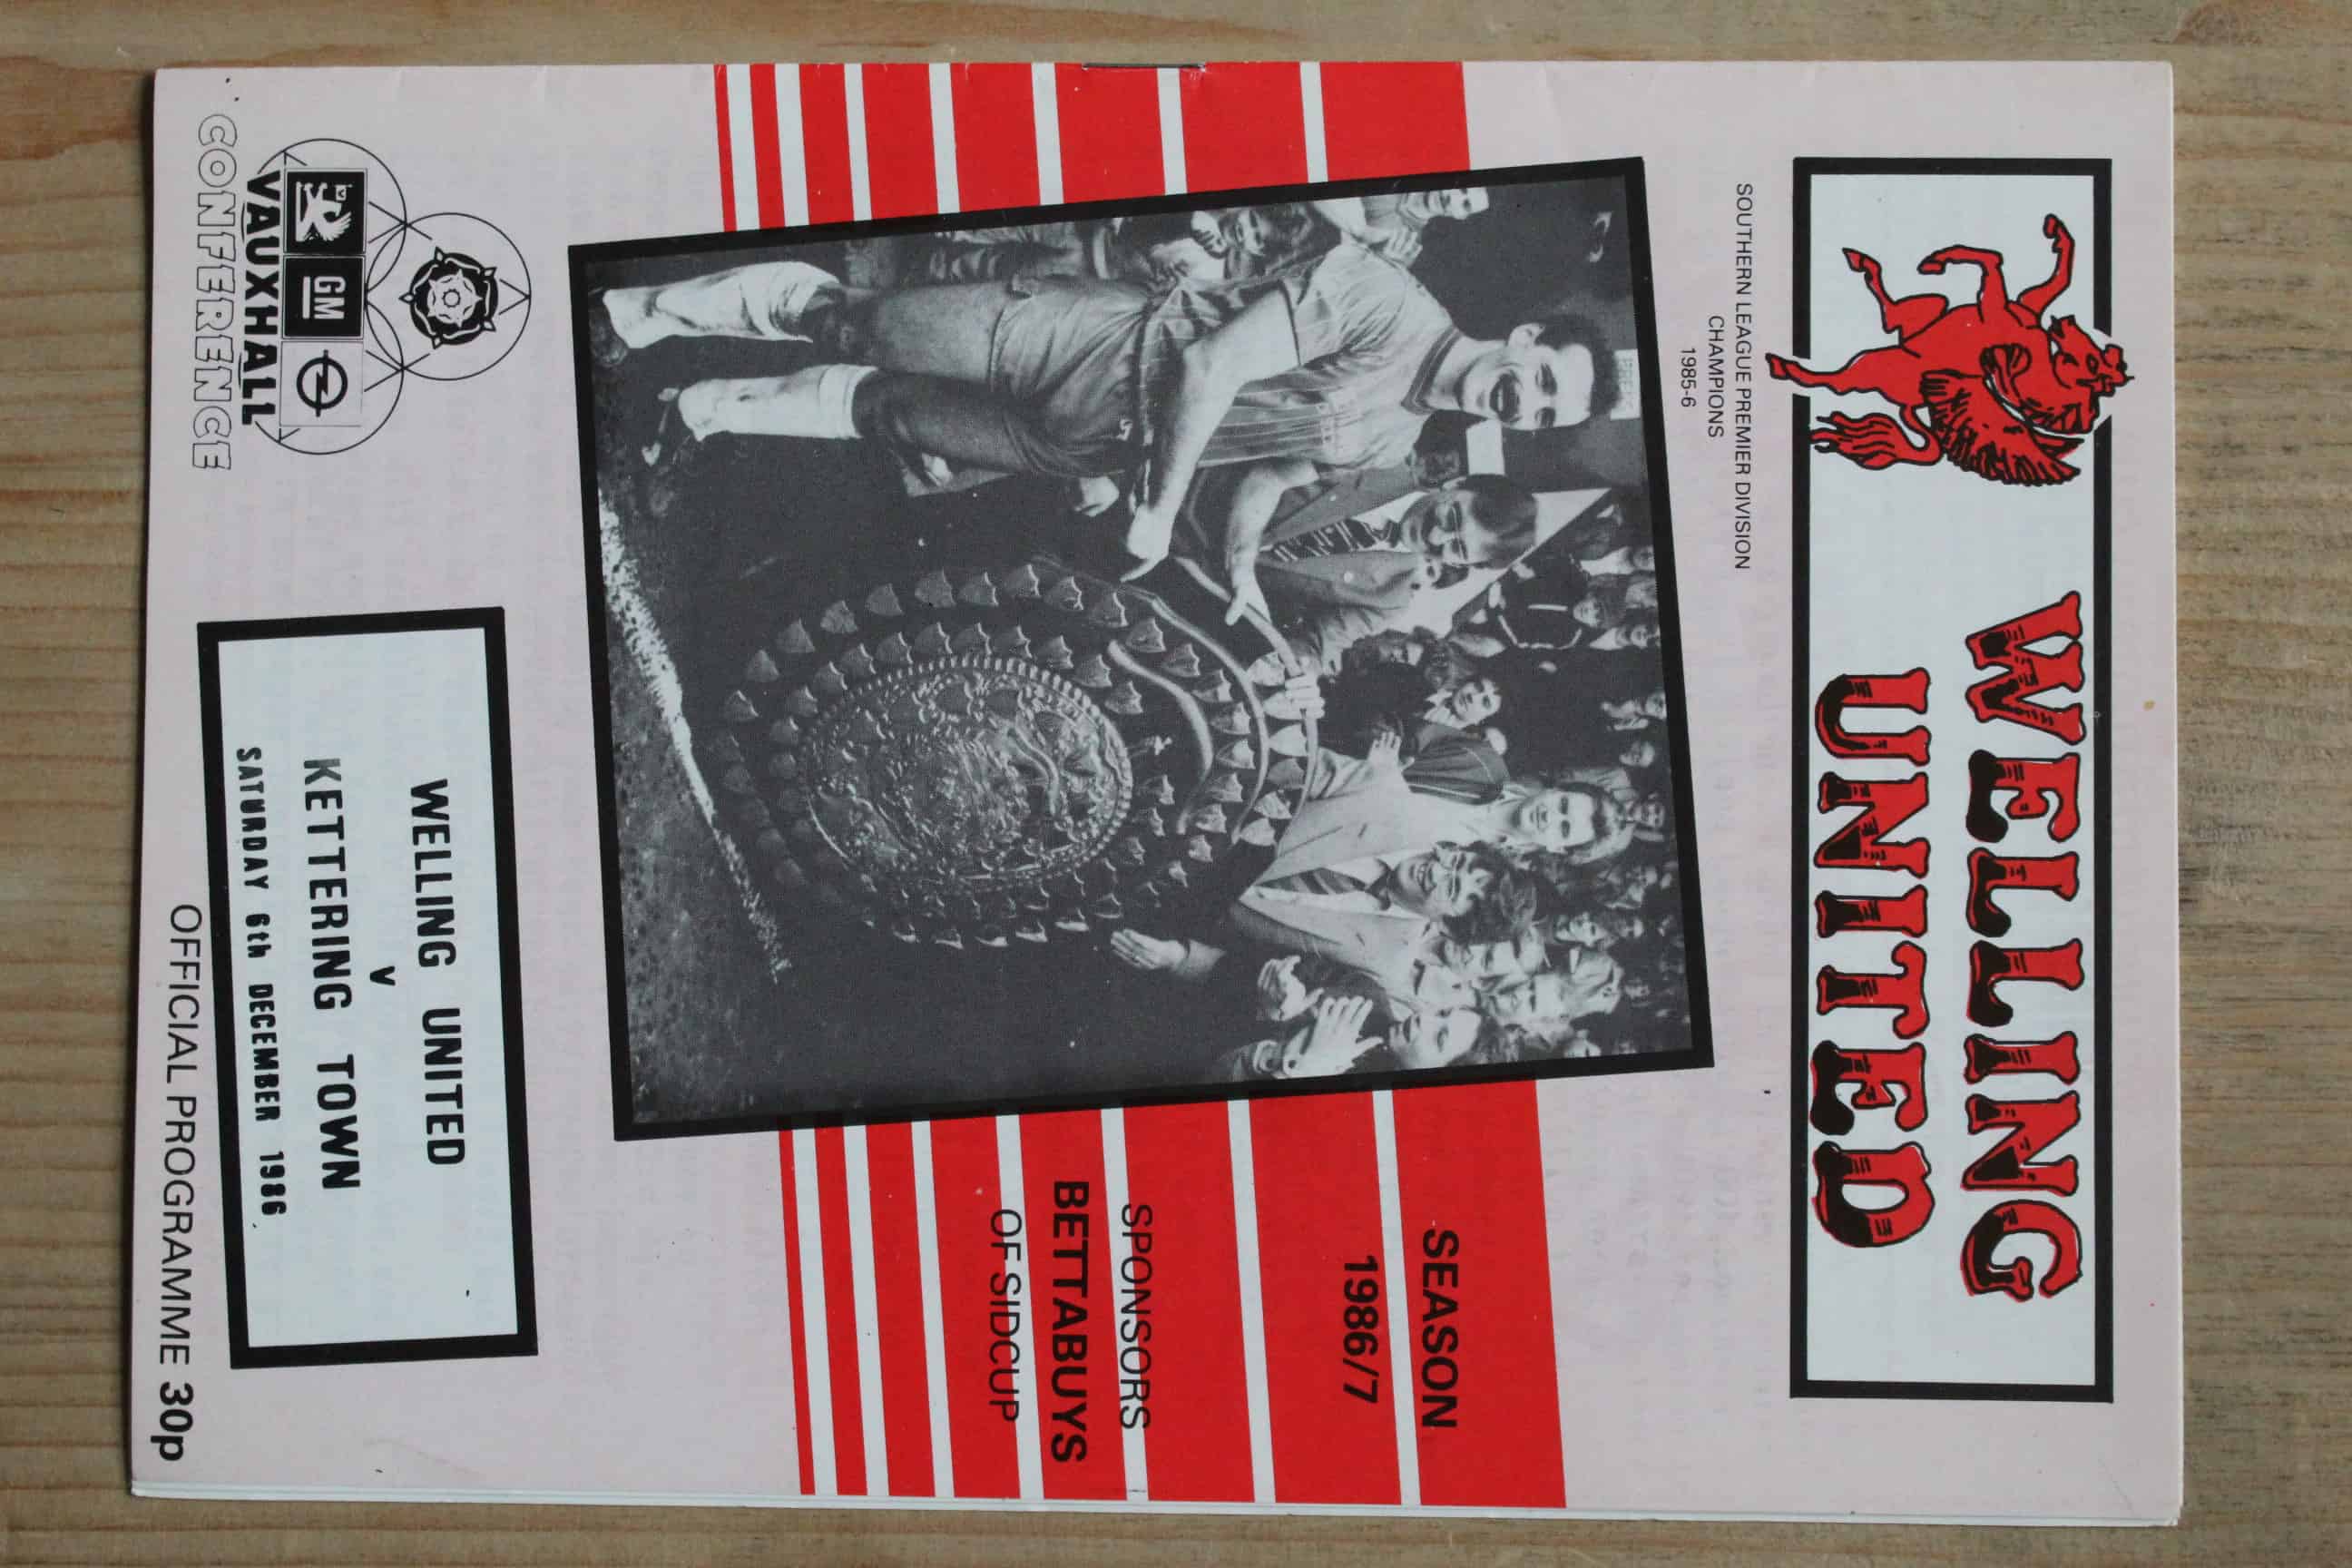 WELLING
UNITED
SOUTHERN LEAGUE PREMIER DIVISION
CHAMPIONS
1985-6
SEASON
1986/7
SPONSORS
BETTABUYS
OF SIDCUP
GM
VAUXHALL
CONFERENCE
WELLING UNITED
v
KETTERING TOWN
SATURDAY 6th DECEMBER 1986
OFFICIAL PROGRAMME 30p